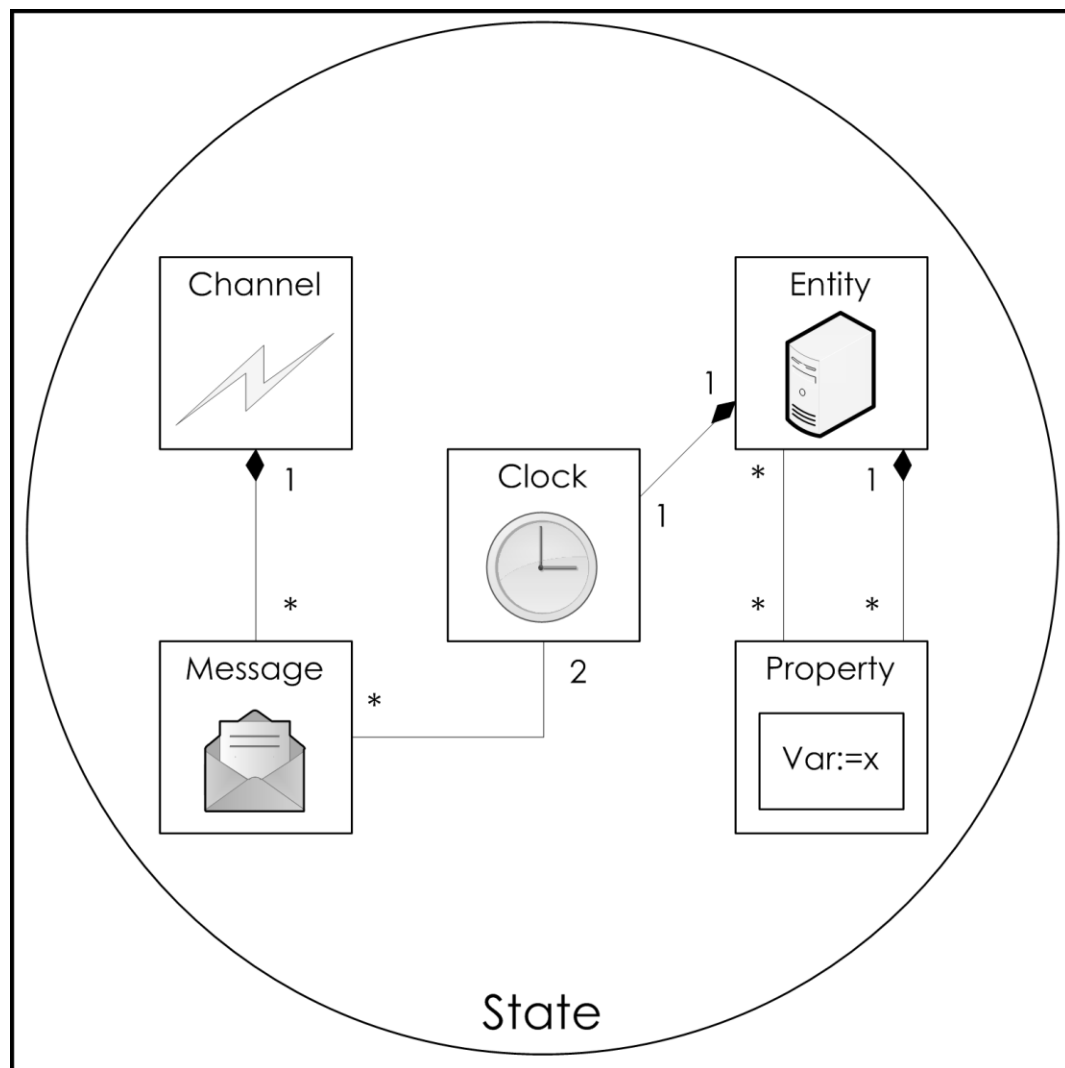 Channel
Entity
1
1
*
1
Clock
1
*
*
*
Message
2
Property
*
Var:=x
State